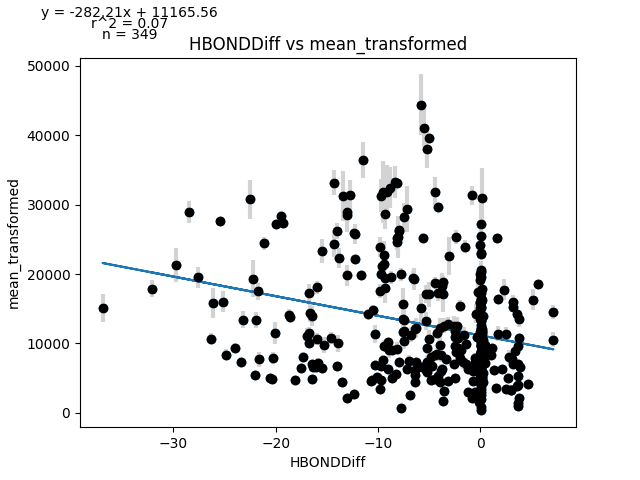 y = -282.21x + 11165.56
r^2 = 0.07
n = 349
HBONDDiff vs mean_transformed
mean_transformed
50000
40000
30000
20000
10000
0
−30
−20
−10
0
HBONDDiff